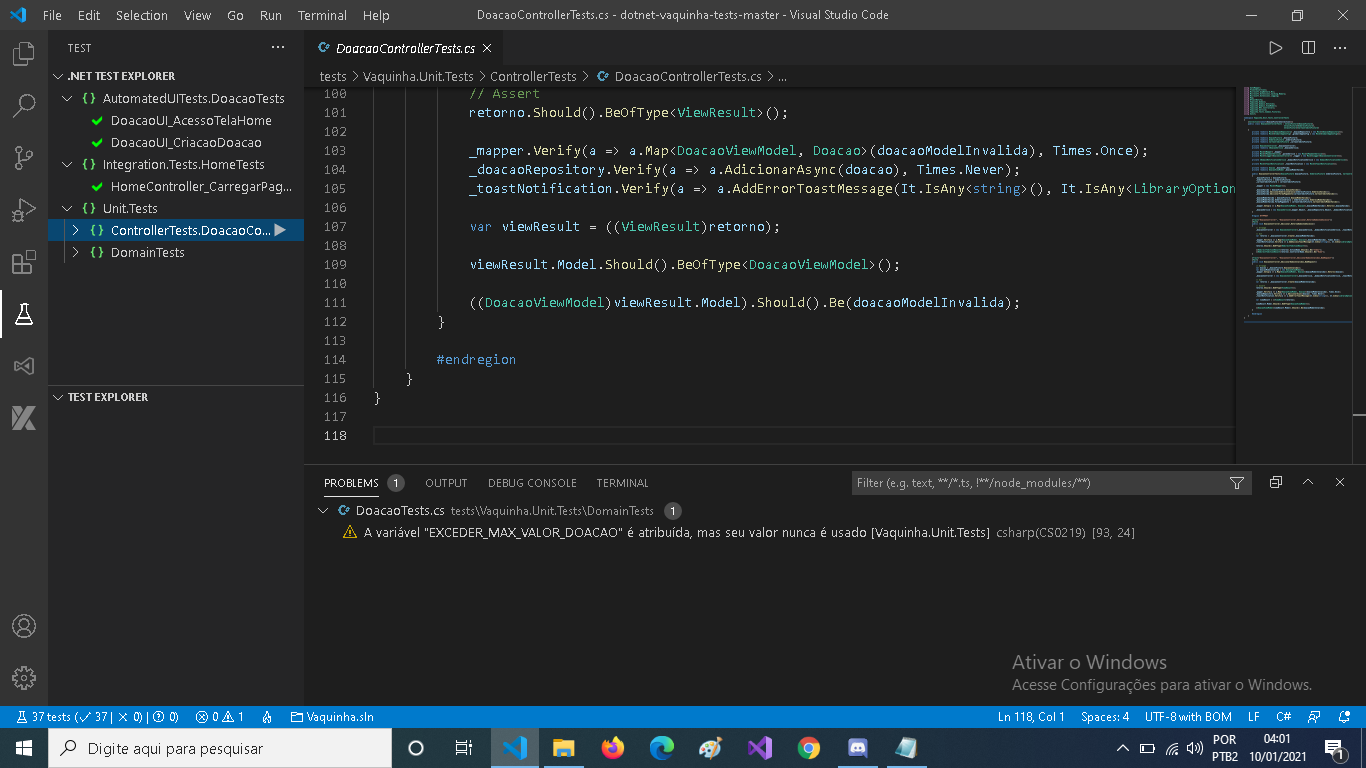 File Edit Selection View Go Run Terminal Help
DoacaoControllerTests.cs - dotnet-vaquinha-tests-master - Visual Studio Code
TEST
.NET TEST EXPLORER
{} AutomatedUITests.DoacaoTests
DoacaoUI_AcessoTelaHome
DoacaoUI_CriacaoDoacao
{} Integration.Tests.HomeTests
HomeController_CarregarPag...
{} Unit.Tests
{} ControllerTests.DoacaoCo...
{} DomainTests
TEST EXPLORER
DoacaoControllerTests.cs
tests > Vaquinha.Unit.Tests > ControllerTests > DoacaoControllerTests.cs > ...
100 // Assert
101 retorno.Should().BeOfType<ViewResult>();
102
103 _mapper.Verify(a => a.Map<DoacaoViewModel, Doacao>(doacaoModelInvalida), Times.Once);
104 _doacaoRepository.Verify(a => a.AdicionarAsync(doacao), Times.Never);
105 _toastNotification.Verify(a => a.AddErrorToastMessage(It.IsAny<string>(), It.IsAny<LibraryOption
106
107 var viewResult = ((ViewResult)retorno);
108
109 viewResult.Model.Should().BeOfType<DoacaoViewModel>();
110
111 ((DoacaoViewModel)viewResult.Model).Should().Be(doacaoModelInvalida);
112 }
113
114 #endregion
115 }
116 }
117
118
PROBLEMS 1 OUTPUT DEBUG CONSOLE TERMINAL
Filter (e.g. text, **/*.ts, !**/node_modules/**)
DoacaoTests.cs tests\Vaquinha.Unit.Tests\DomainTests 1
A variável "EXCEDER_MAX_VALOR_DOACAO" é atribuída, mas seu valor nunca é usado [Vaquinha.Unit.Tests] csharp(CS0219) [93, 24]
Ativar o Windows
Acesse Configurações para ativar o Windows.
37 tests (✓ 37 | × 0) | 0) 0 1 Vaquinha.sln
Ln 118, Col 1 Spaces: 4 UTF-8 with BOM LF C#
Digite aqui para pesquisar
POR
PTB2
04:01
10/01/2021
1